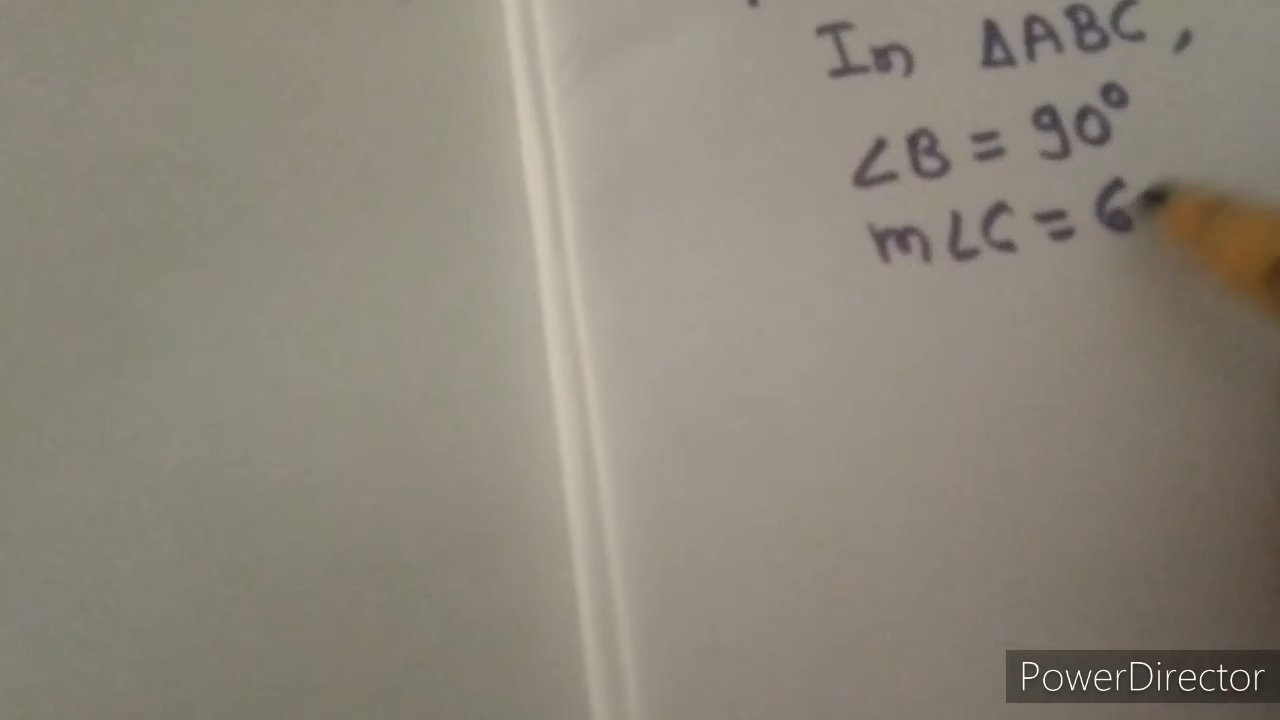 In ΔABC,
∠B = 90°
m∠C = 6
PowerDirector